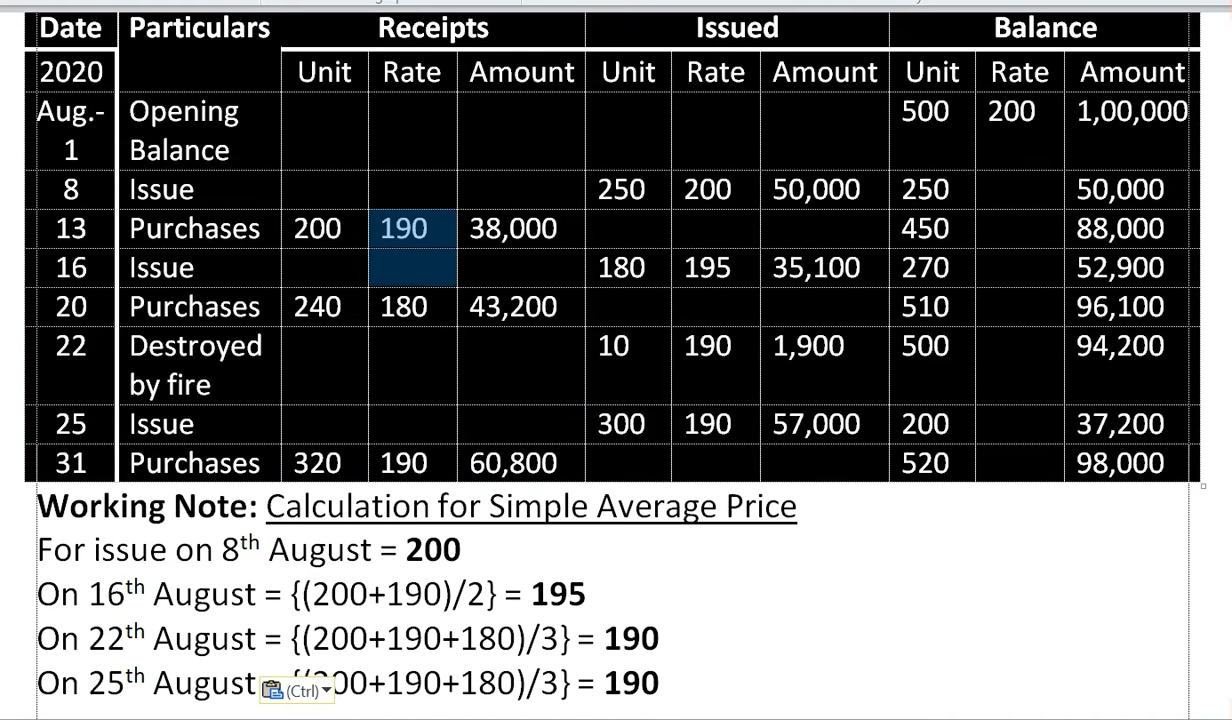 Date Particulars Receipts Issued Balance
2020 Unit Rate Amount Unit Rate Amount Unit Rate Amount
Aug.- Opening 500 200 1,00,000
1 Balance
8 Issue 250 200 50,000 250 50,000
13 Purchases 200 190 38,000 450 88,000
16 Issue 180 195 35,100 270 52,900
20 Purchases 240 180 43,200 510 96,100
22 Destroyed 10 190 1,900 500 94,200
by fire
25 Issue 300 190 57,000 200 37,200
31 Purchases 320 190 60,800 520 98,000
Working Note: Calculation for Simple Average Price
For issue on 8th August = 200
On 16th August = {(200+190)/2} = 195
On 22th August = {(200+190+180)/3} = 190
On 25th August (Ctrl) 00+190+180)/3} = 190